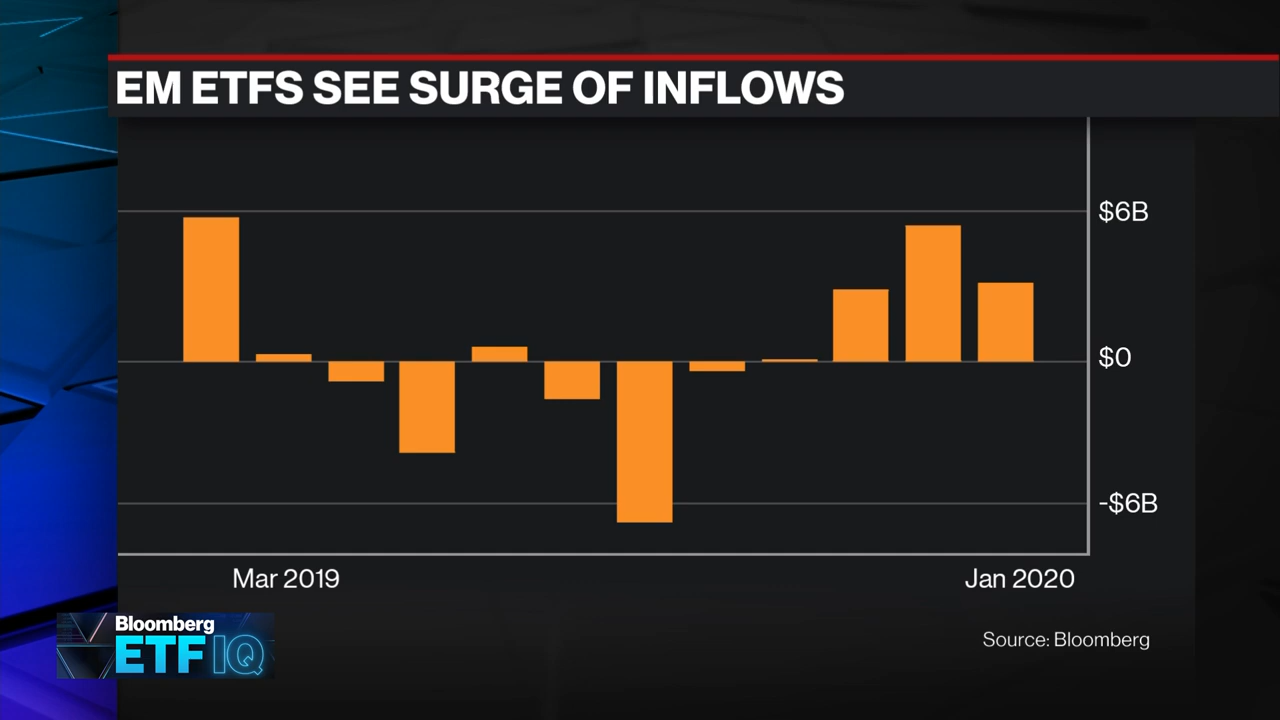 EM ETFS SEE SURGE OF INFLOWS
$6B
$0
-$6B
Mar 2019
Jan 2020
Bloomberg
ETF IQ
Source: Bloomberg